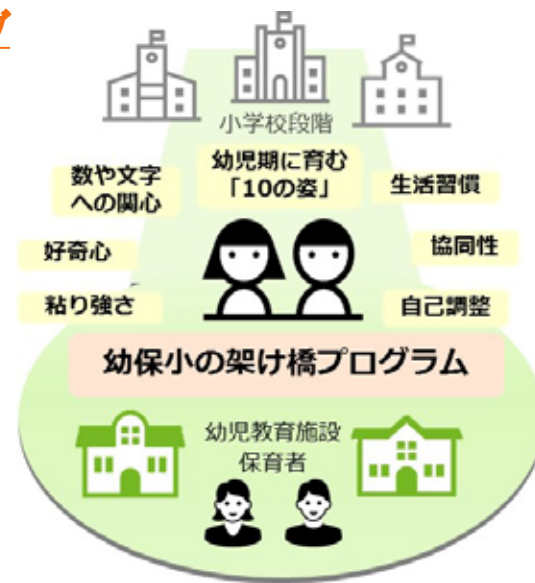 小学校段階
幼児期に育む
「10の姿」
数や文字
への関心
生活習慣
好奇心
協同性
粘り強さ
自己調整
幼保小の架け橋プログラム
幼児教育施設
保育者